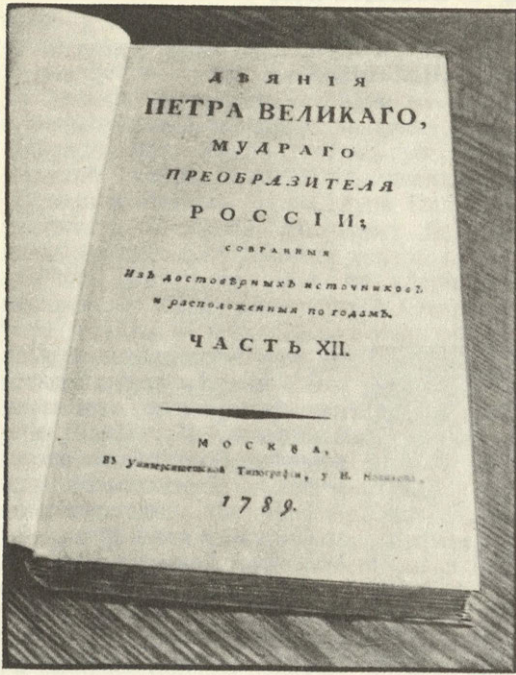 ДѢЯНІЯ
ПЕТРА ВЕЛИКАГО,
МУДРАГО
ПРЕОБРАЗИТЕЛЯ
РОССІИ;
СОБРАННЫЯ
Изъ достовѣрныхъ источниковъ
и расположенныя по годамъ.
ЧАСТЬ XII.
МОСКВА,
Въ Университетской Типографіи, у Н. Новикова,
1789.